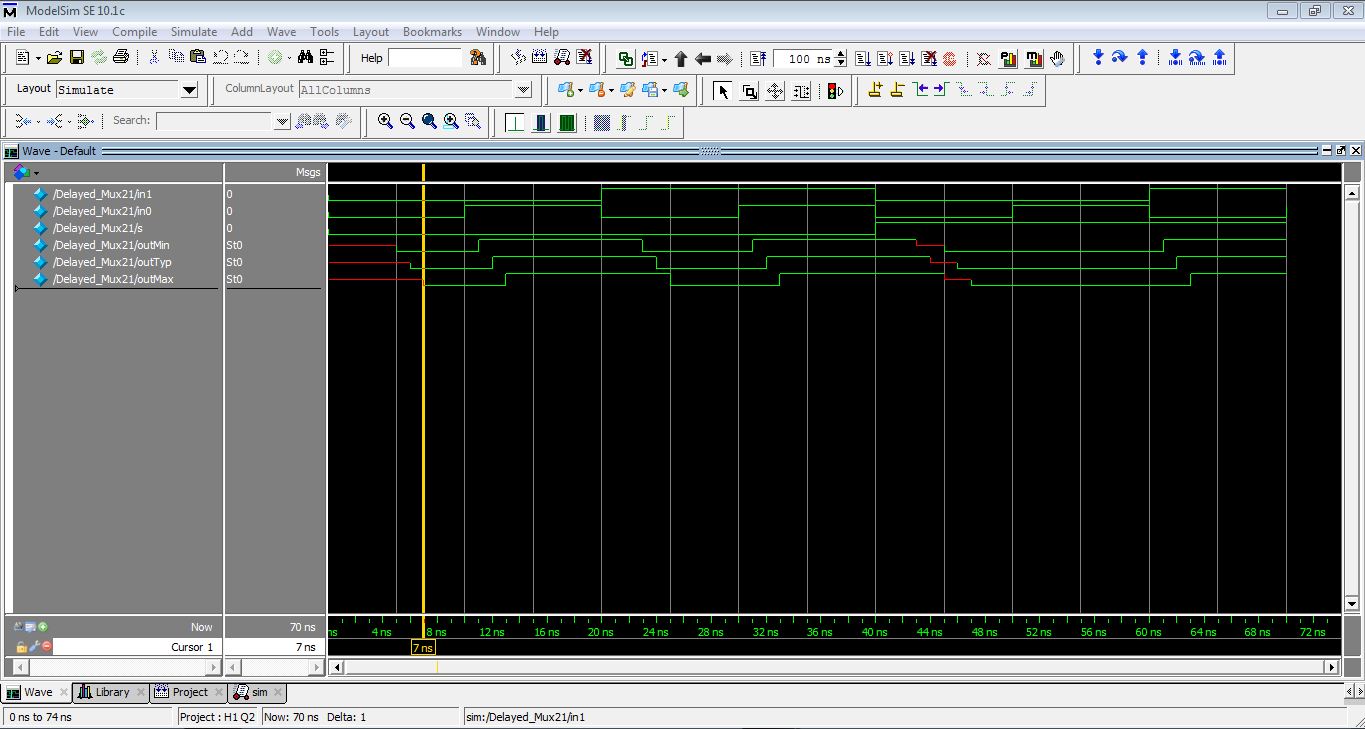 ModelSim SE 10.1c
File Edit View Compile Simulate Add Wave Tools Layout Bookmarks Window Help
Help 100 ns
Layout Simulate ColumnLayout AllColumns
Search:
Wave - Default
Msgs
/Delayed_Mux21/in1 0
/Delayed_Mux21/in0 0
/Delayed_Mux21/s 0
/Delayed_Mux21/outMin St0
/Delayed_Mux21/outTyp St0
/Delayed_Mux21/outMax St0
Now 70 ns ns 4 ns 8 ns 12 ns 16 ns 20 ns 24 ns 28 ns 32 ns 36 ns 40 ns 44 ns 48 ns 52 ns 56 ns 60 ns 64 ns 68 ns 72 ns
Cursor 1 7 ns 7 ns
Wave Library Project sim
0 ns to 74 ns Project : H1 Q2 Now: 70 ns Delta: 1 sim:/Delayed_Mux21/in1